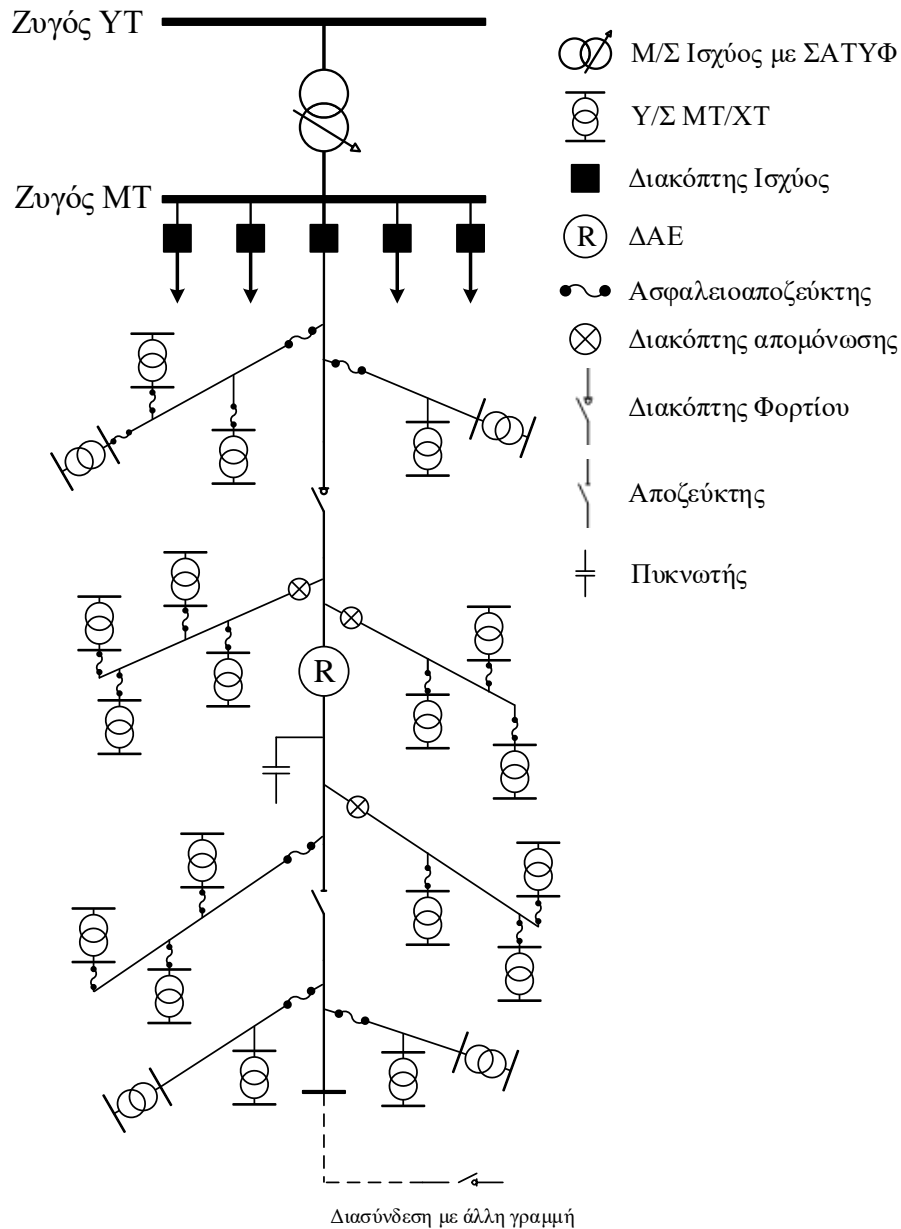 Ζυγός ΥΤ
Ζυγός ΜΤ
R
Μ/Σ Ισχύος με ΣΑΤΥΦ
Υ/Σ ΜΤ/ΧΤ
Διακόπτης Ισχύος
R ΔΑΕ
Ασφαλειοαποζεύκτης
Διακόπτης απομόνωσης
Διακόπτης Φορτίου
Αποζεύκτης
Πυκνωτής
Διασύνδεση με άλλη γραμμή